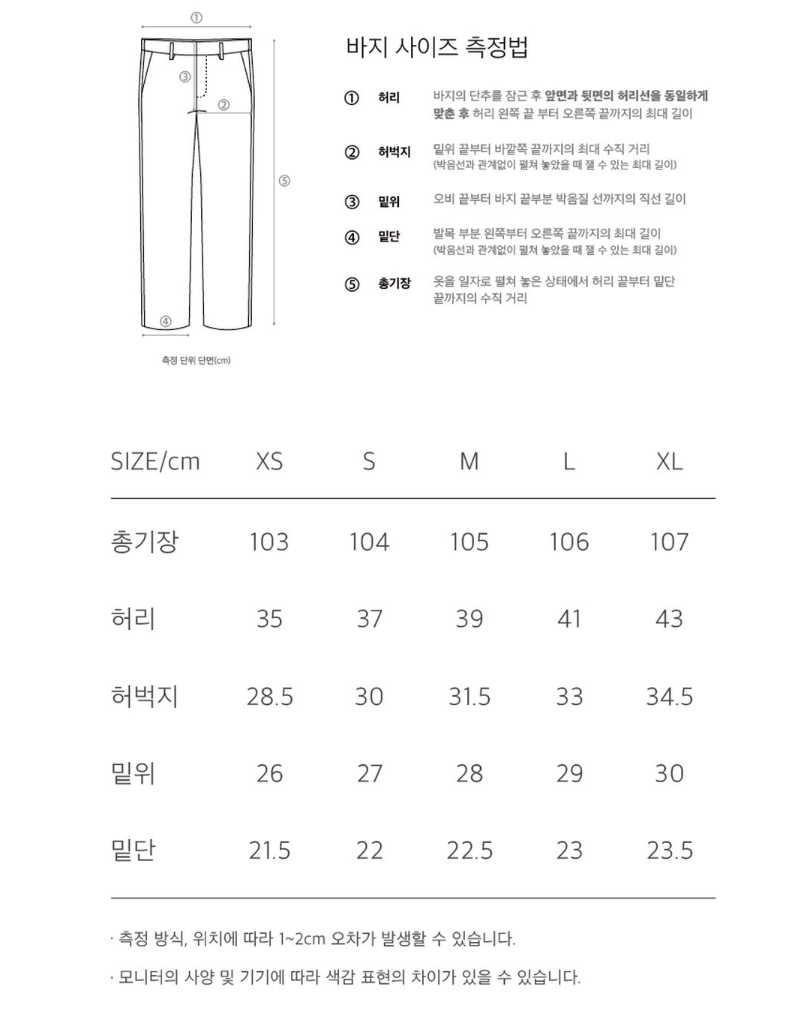 ①
③
②
⑤
④
측정 단위 단면(cm)
바지 사이즈 측정법
① 허리 바지의 단추를 잠근 후 앞면과 뒷면의 허리선을 동일하게
맞춘 후 허리 왼쪽 끝 부터 오른쪽 끝까지의 최대 길이
② 허벅지 밑위 끝부터 바깥쪽 끝까지의 최대 수직 거리
(박음선과 관계없이 펼쳐 놓았을 때 잴 수 있는 최대 길이)
③ 밑위 오비 끝부터 바지 끝부분 박음질 선까지의 직선 길이
④ 밑단 발목 부분 왼쪽부터 오른쪽 끝까지의 최대 길이
(박음선과 관계없이 펼쳐 놓았을 때 잴 수 있는 최대 길이)
⑤ 총기장 옷을 일자로 펼쳐 놓은 상태에서 허리 끝부터 밑단
끝까지의 수직 거리
SIZE/cm XS S M L XL
총기장 103 104 105 106 107
허리 35 37 39 41 43
허벅지 28.5 30 31.5 33 34.5
밑위 26 27 28 29 30
밑단 21.5 22 22.5 23 23.5
· 측정 방식, 위치에 따라 1~2cm 오차가 발생할 수 있습니다.
· 모니터의 사양 및 기기에 따라 색감 표현의 차이가 있을 수 있습니다.